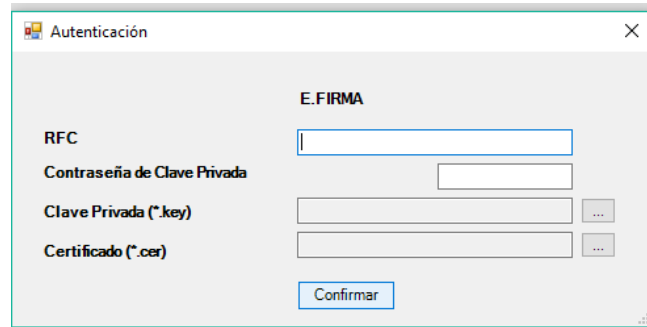 Autenticación
E.FIRMA
RFC
Contraseña de Clave Privada
Clave Privada (*.key)
...
Certificado (*.cer)
...
Confirmar